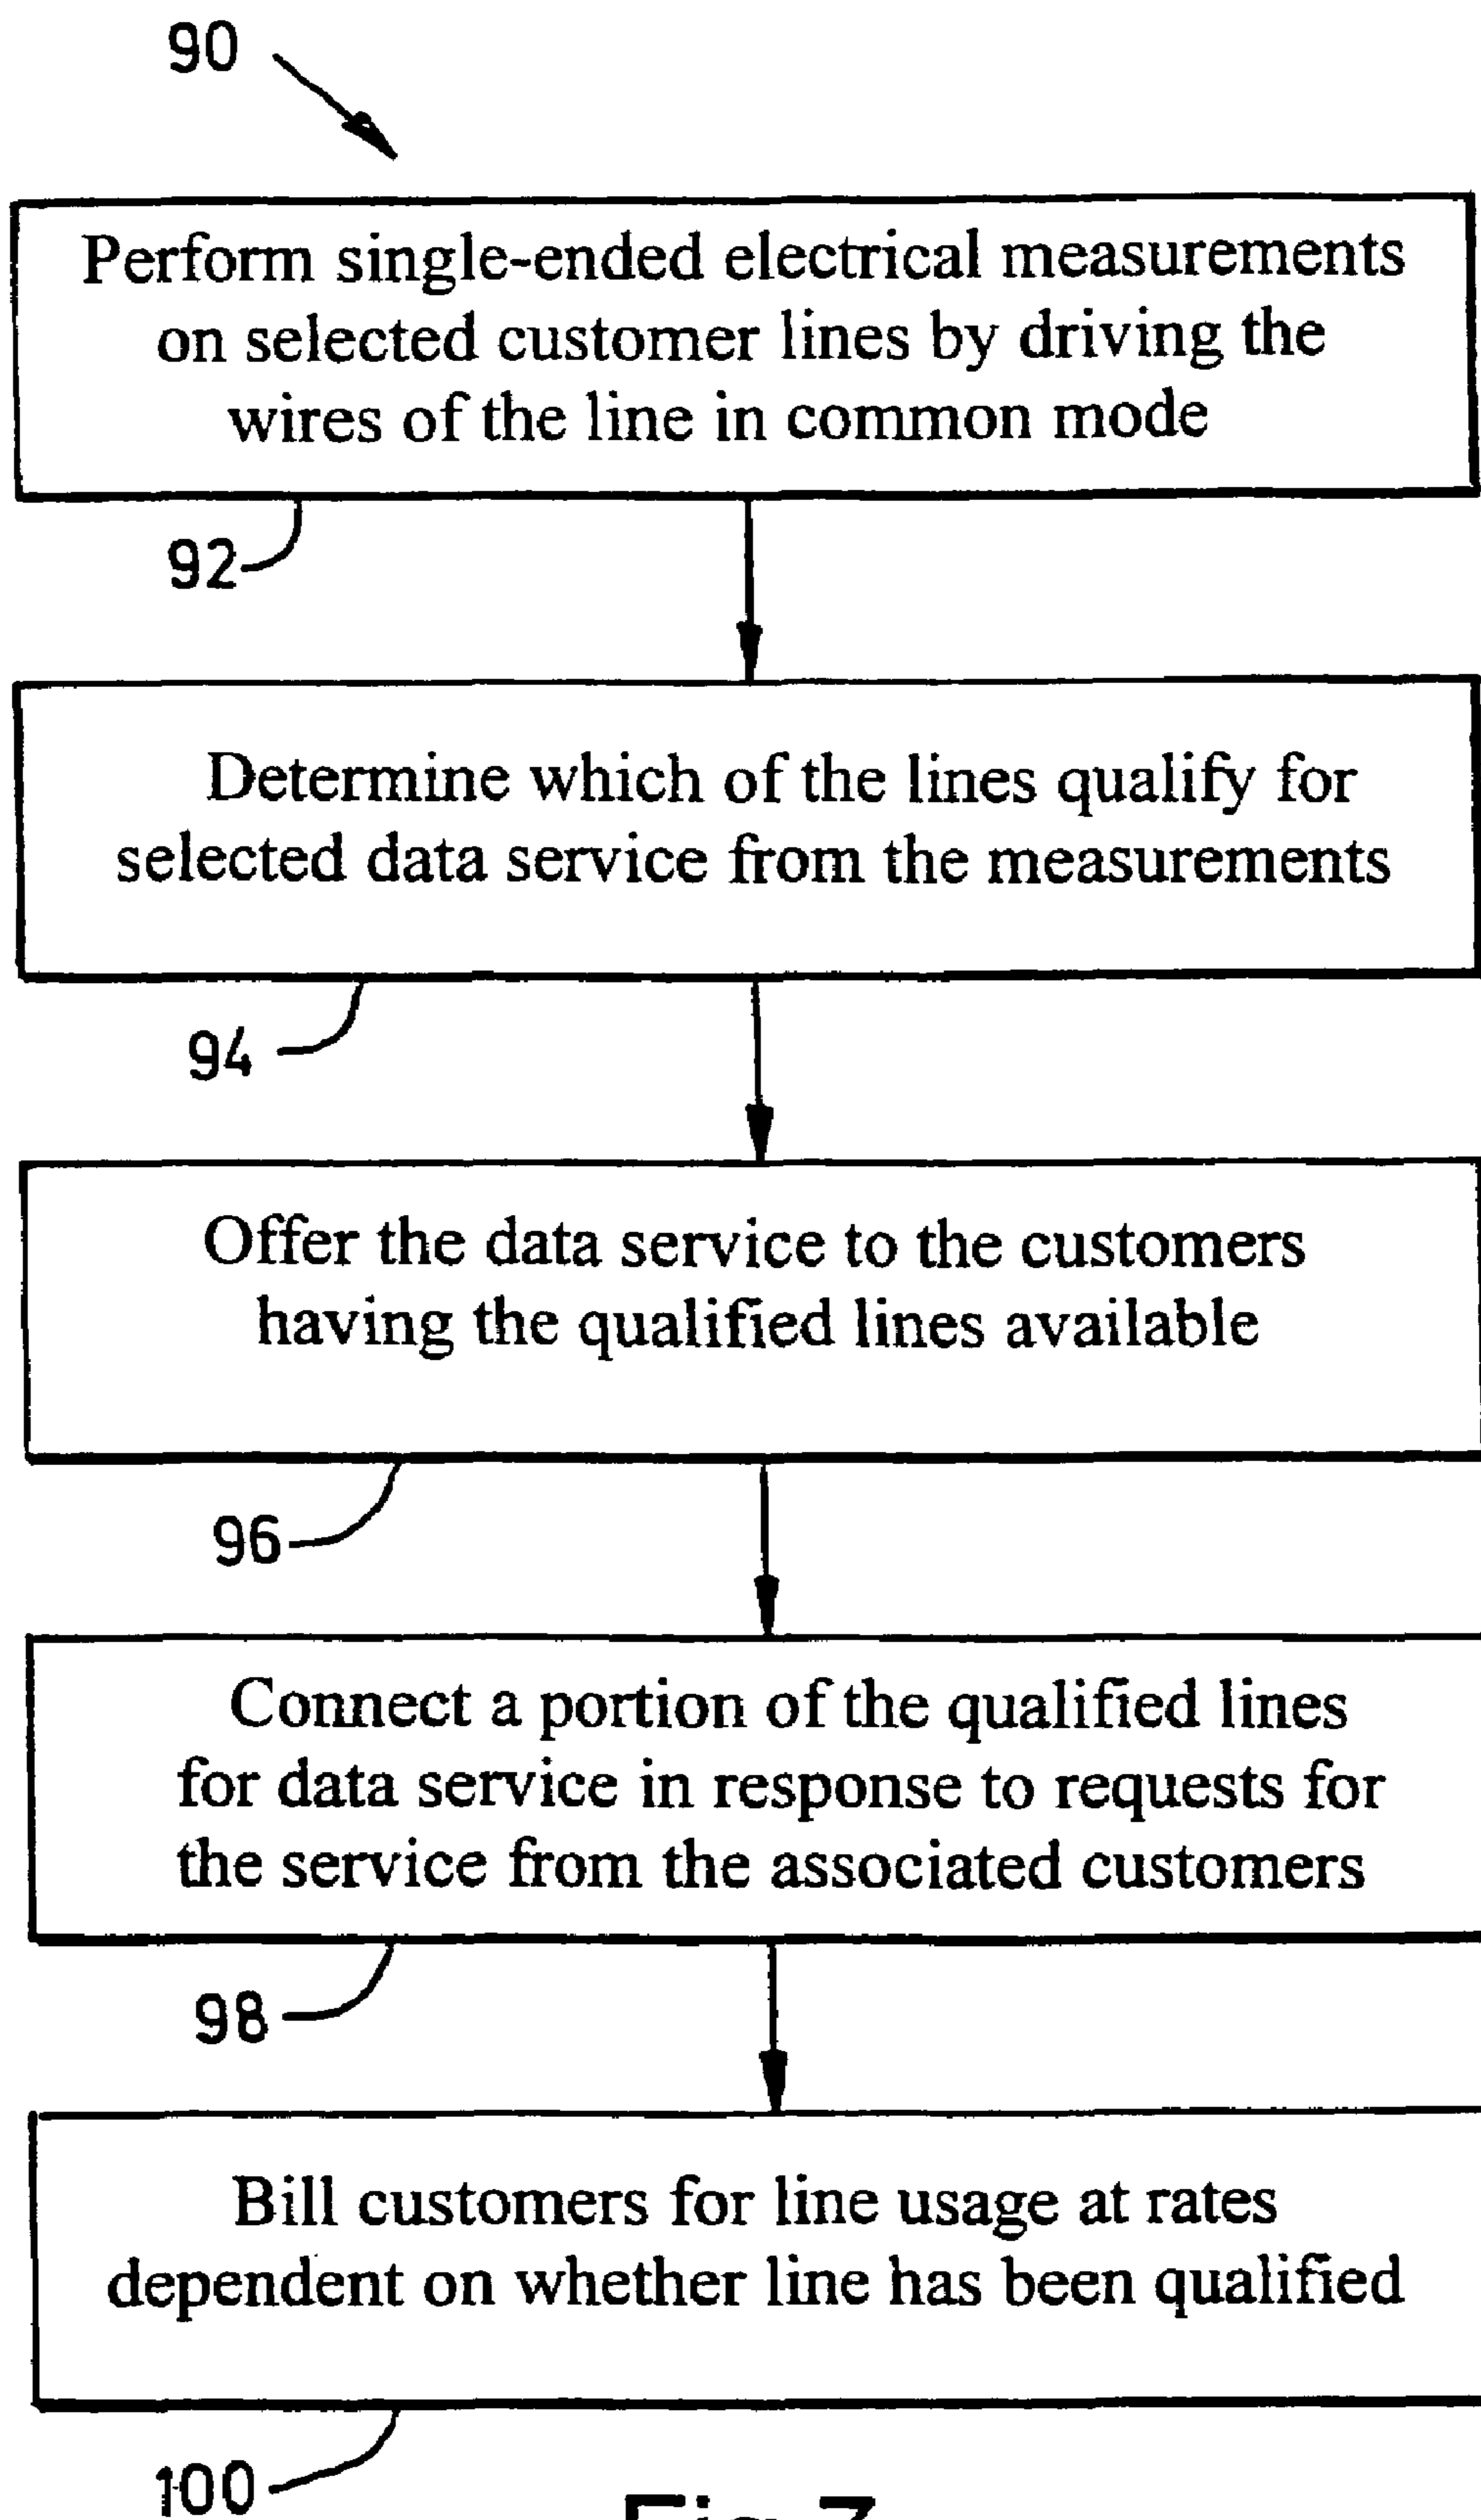 90
Perform single-ended electrical measurements
on selected customer lines by driving the
wires of the line in common mode
92
Determine which of the lines qualify for
selected data service from the measurements
94
Offer the data service to the customers
having the qualified lines available
96
Connect a portion of the qualified lines
for data service in response to requests for
the service from the associated customers
98
Bill customers for line usage at rates
dependent on whether line has been qualified
100